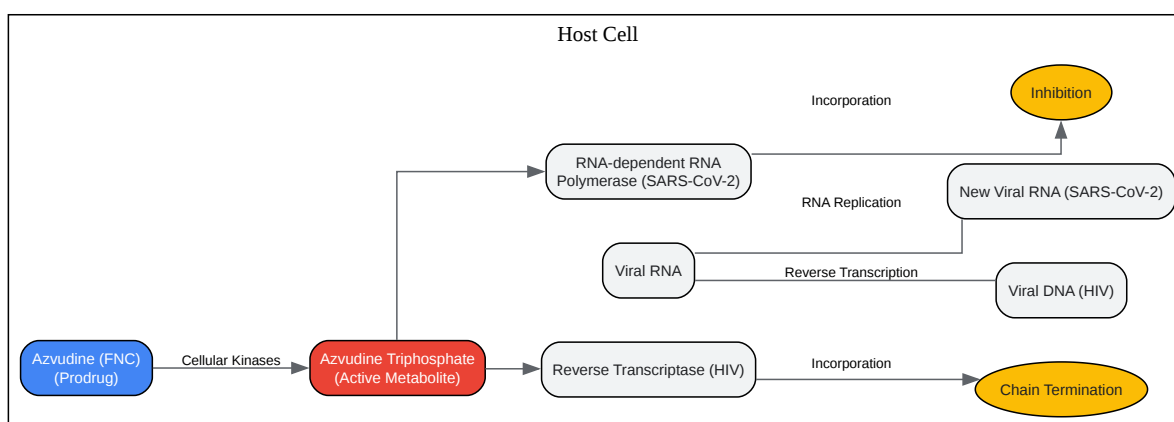 Host Cell
Inhibition
Incorporation
RNA-dependent RNA
Polymerase (SARS-CoV-2)
New Viral RNA (SARS-CoV-2)
RNA Replication
Viral RNA
Reverse Transcription
Viral DNA (HIV)
Azvudine (FNC)
(Prodrug)
Cellular Kinases
Azvudine Triphosphate
(Active Metabolite)
Reverse Transcriptase (HIV)
Incorporation
Chain Termination